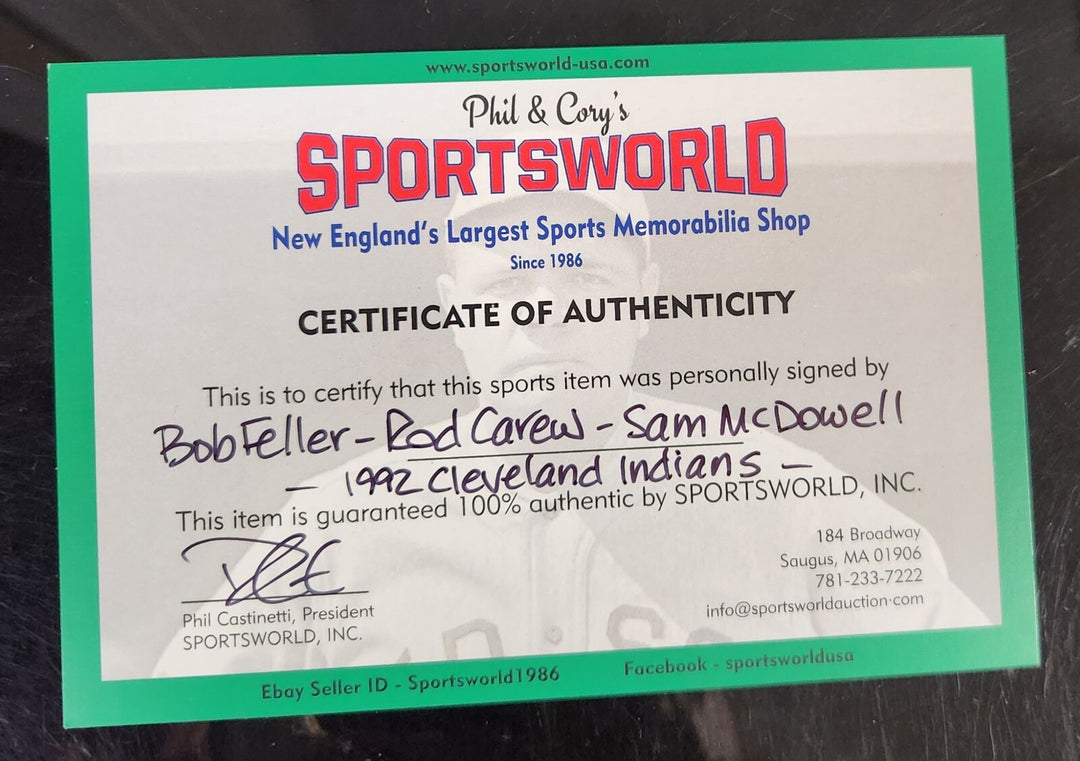 www.sportsworld-usa.com
Phil & Cory's
SPORTSWORLD
New England's Largest Sports Memorabilia Shop
Since 1986
CERTIFICATE OF AUTHENTICITY
This is to certify that this sports item was personally signed by
Bob Feller - Rod Carew - Sam McDowell
- 1992 Cleveland Indians -
This item is guaranteed 100% authentic by SPORTSWORLD, INC.
Phil Castinetti, President
SPORTSWORLD, INC.
184 Broadway
Saugus, MA 01906
781-233-7222
info@sportsworldauction.com
Ebay Seller ID - Sportsworld1986
Facebook - sportsworldusa